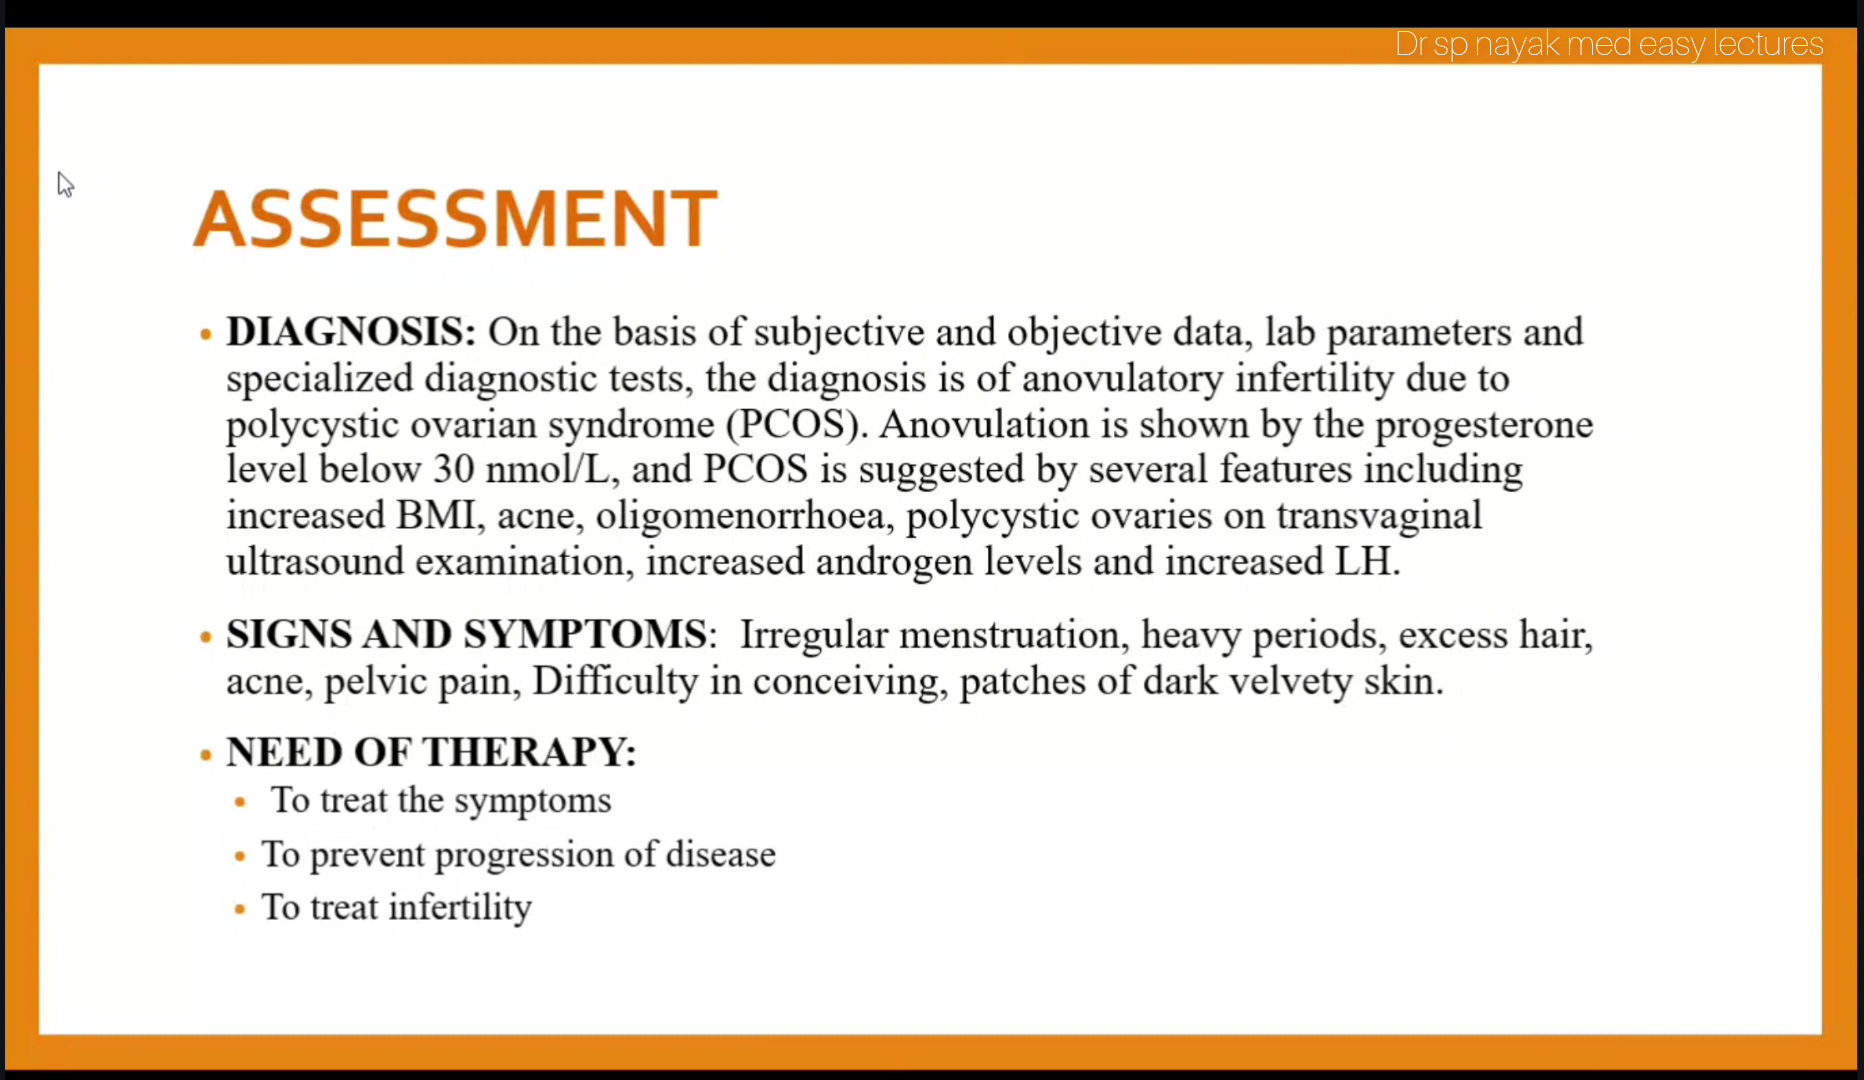 Dr sp nayak med easy lectures
ASSESSMENT
• DIAGNOSIS: On the basis of subjective and objective data, lab parameters and
specialized diagnostic tests, the diagnosis is of anovulatory infertility due to
polycystic ovarian syndrome (PCOS). Anovulation is shown by the progesterone
level below 30 nmol/L, and PCOS is suggested by several features including
increased BMI, acne, oligomenorrhoea, polycystic ovaries on transvaginal
ultrasound examination, increased androgen levels and increased LH.
• SIGNS AND SYMPTOMS: Irregular menstruation, heavy periods, excess hair,
acne, pelvic pain, Difficulty in conceiving, patches of dark velvety skin.
• NEED OF THERAPY:
• To treat the symptoms
• To prevent progression of disease
• To treat infertility